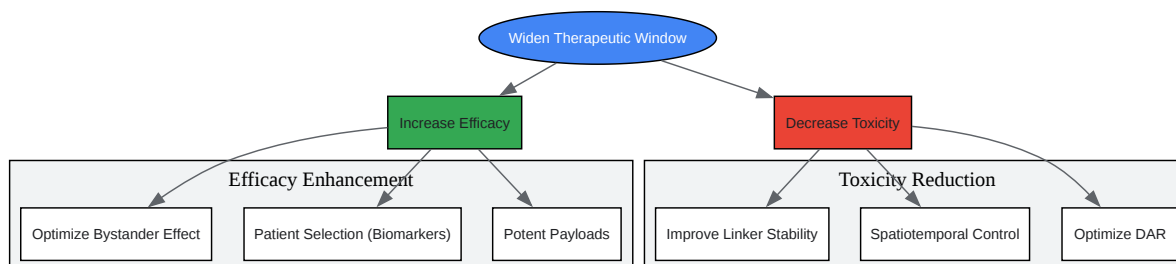 Widen Therapeutic Window
Increase Efficacy
Decrease Toxicity
Efficacy Enhancement
Toxicity Reduction
Optimize Bystander Effect
Patient Selection (Biomarkers)
Potent Payloads
Improve Linker Stability
Spatiotemporal Control
Optimize DAR